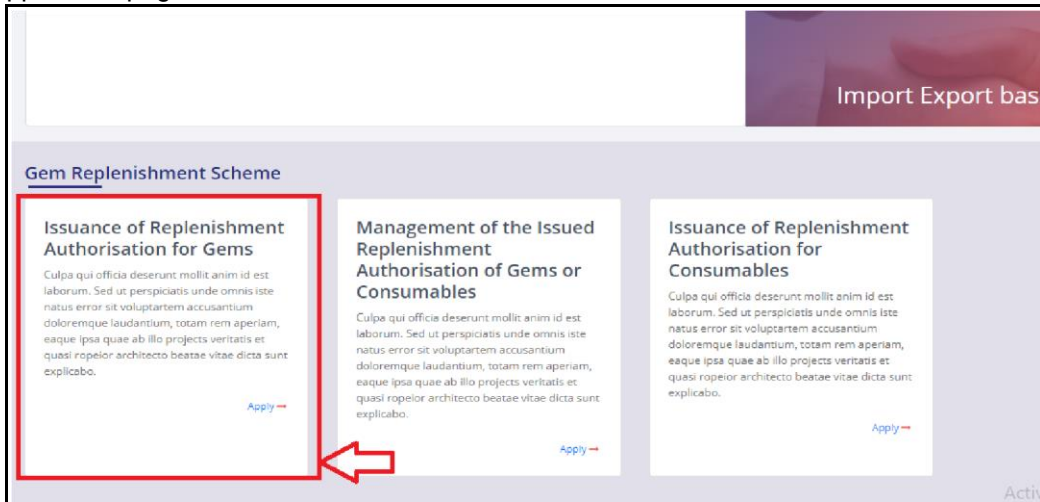 Import Export bas
Gem Replenishment Scheme
Issuance of Replenishment
Authorisation for Gems
Culpa qui officia deserunt mollit anim id est
laborum. Sed ut perspiciatis unde omnis iste
natus error sit voluptartem accusantium
doloremque laudantium, totam rem aperiam,
eaque ipsa quae ab illo projects veritatis et
quasi ropeior architecto beatae vitae dicta sunt
explicabo.
Apply
Management of the Issued
Replenishment
Authorisation of Gems or
Consumables
Culpa qui officia deserunt mollit anim id est
laborum. Sed ut perspiciatis unde omnis iste
natus error sit voluptartem accusantium
doloremque laudantium, totam rem aperiam,
eaque ipsa quae ab illo projects veritatis et
quasi ropeior architecto beatae vitae dicta sunt
explicabo.
Apply
Issuance of Replenishment
Authorisation for
Consumables
Culpa qui officia deserunt mollit anim id est
laborum. Sed ut perspiciatis unde omnis iste
natus error sit voluptartem accusantium
doloremque laudantium, totam rem aperiam,
eaque ipsa quae ab illo projects veritatis et
quasi ropeior architecto beatae vitae dicta sunt
explicabo.
Apply
Activ